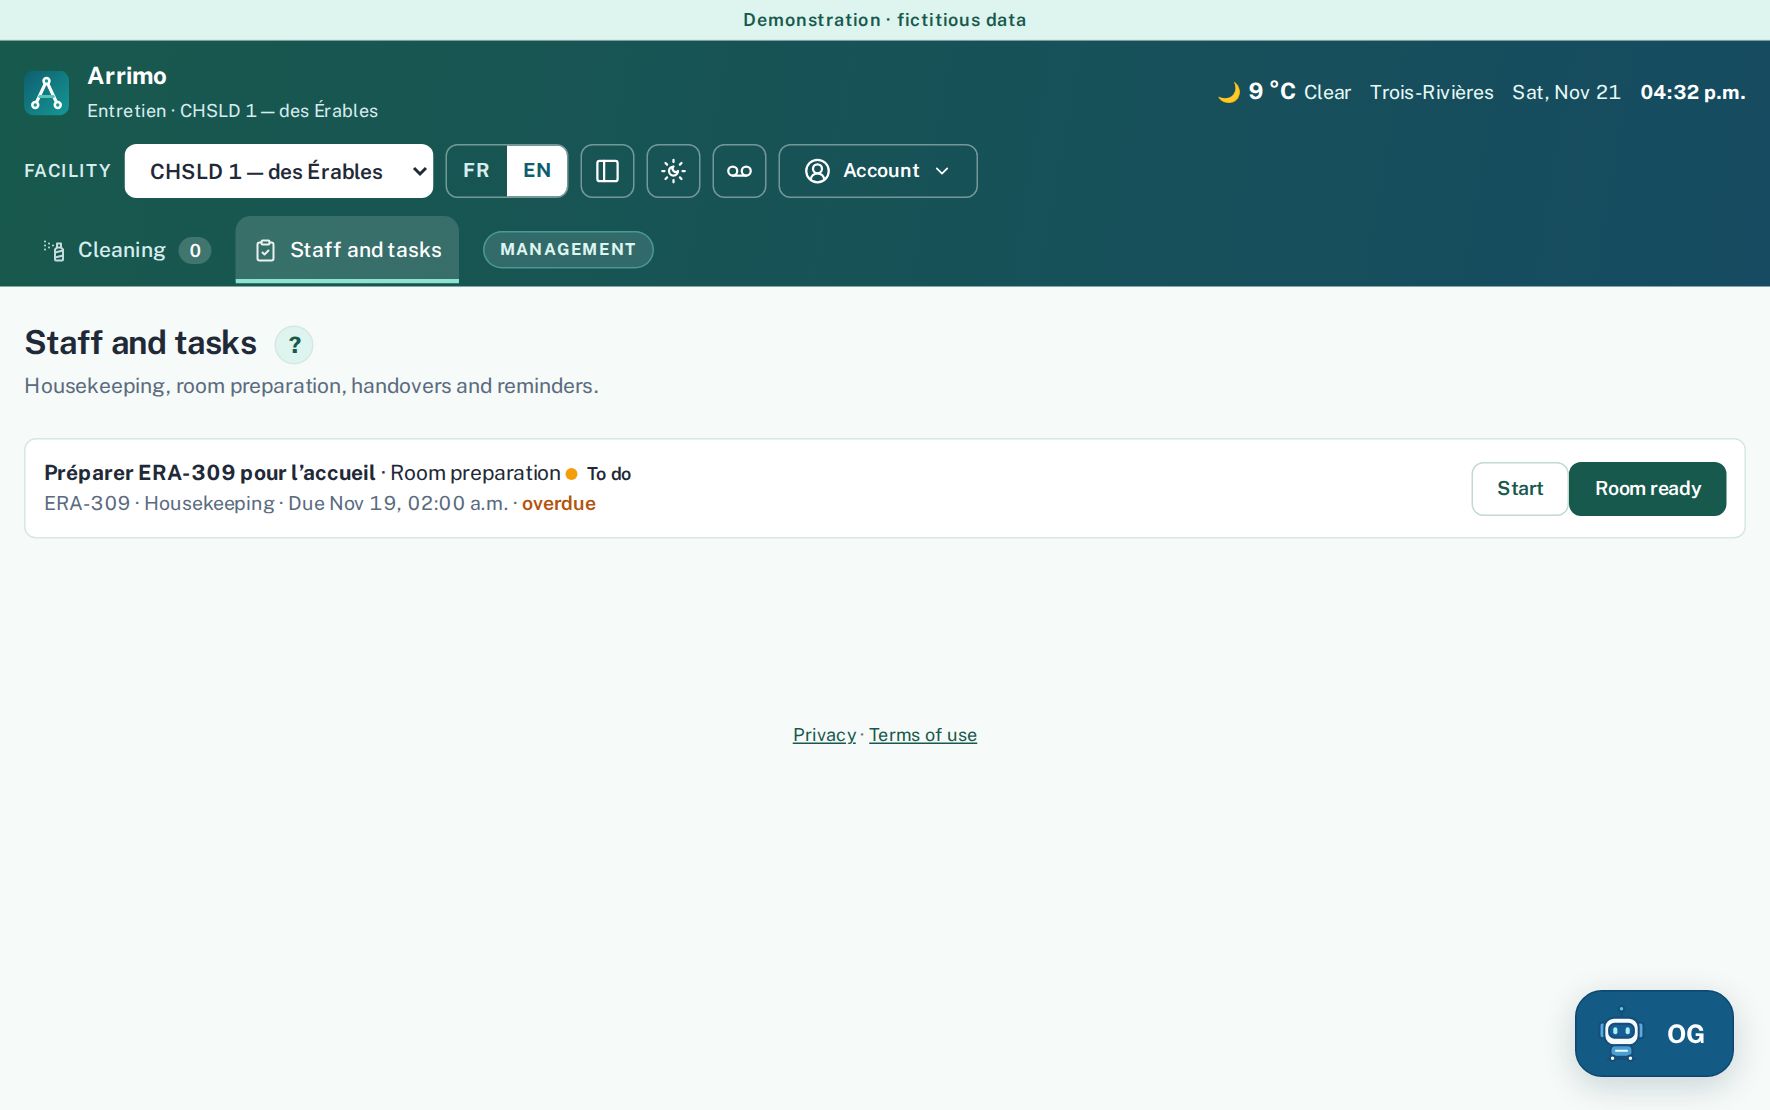 Demonstration · fictitious data
Arrimo
Entretien · CHSLD 1 — des Érables
9 °C Clear Trois-Rivières Sat, Nov 21 04:32 p.m.
FACILITY CHSLD 1 — des Érables FR EN Account
Cleaning 0 Staff and tasks MANAGEMENT
Staff and tasks ?
Housekeeping, room preparation, handovers and reminders.
Préparer ERA-309 pour l’accueil · Room preparation To do
ERA-309 · Housekeeping · Due Nov 19, 02:00 a.m. · overdue
Start Room ready
Privacy · Terms of use
OG